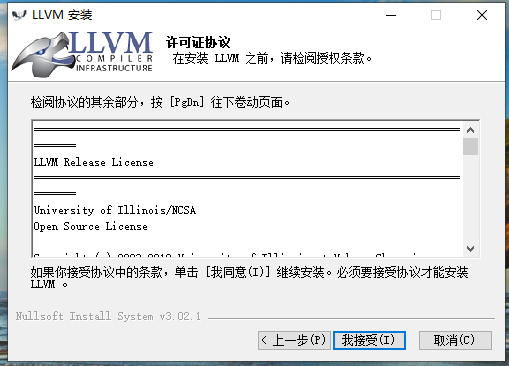 LLVM 安装
LLVM
COMPILER
INFRASTRUCTURE
许可证协议
在安装 LLVM 之前，请检阅授权条款。
检阅协议的其余部分，按 [PgDn] 往下卷动页面。
LLVM Release License
University of Illinois/NCSA
Open Source License
如果你接受协议中的条款，单击 [我同意(I)] 继续安装。必须要接受协议才能安装
LLVM 。
Nullsoft Install System v3.02.1
< 上一步(P)
我接受(I)
取消(C)